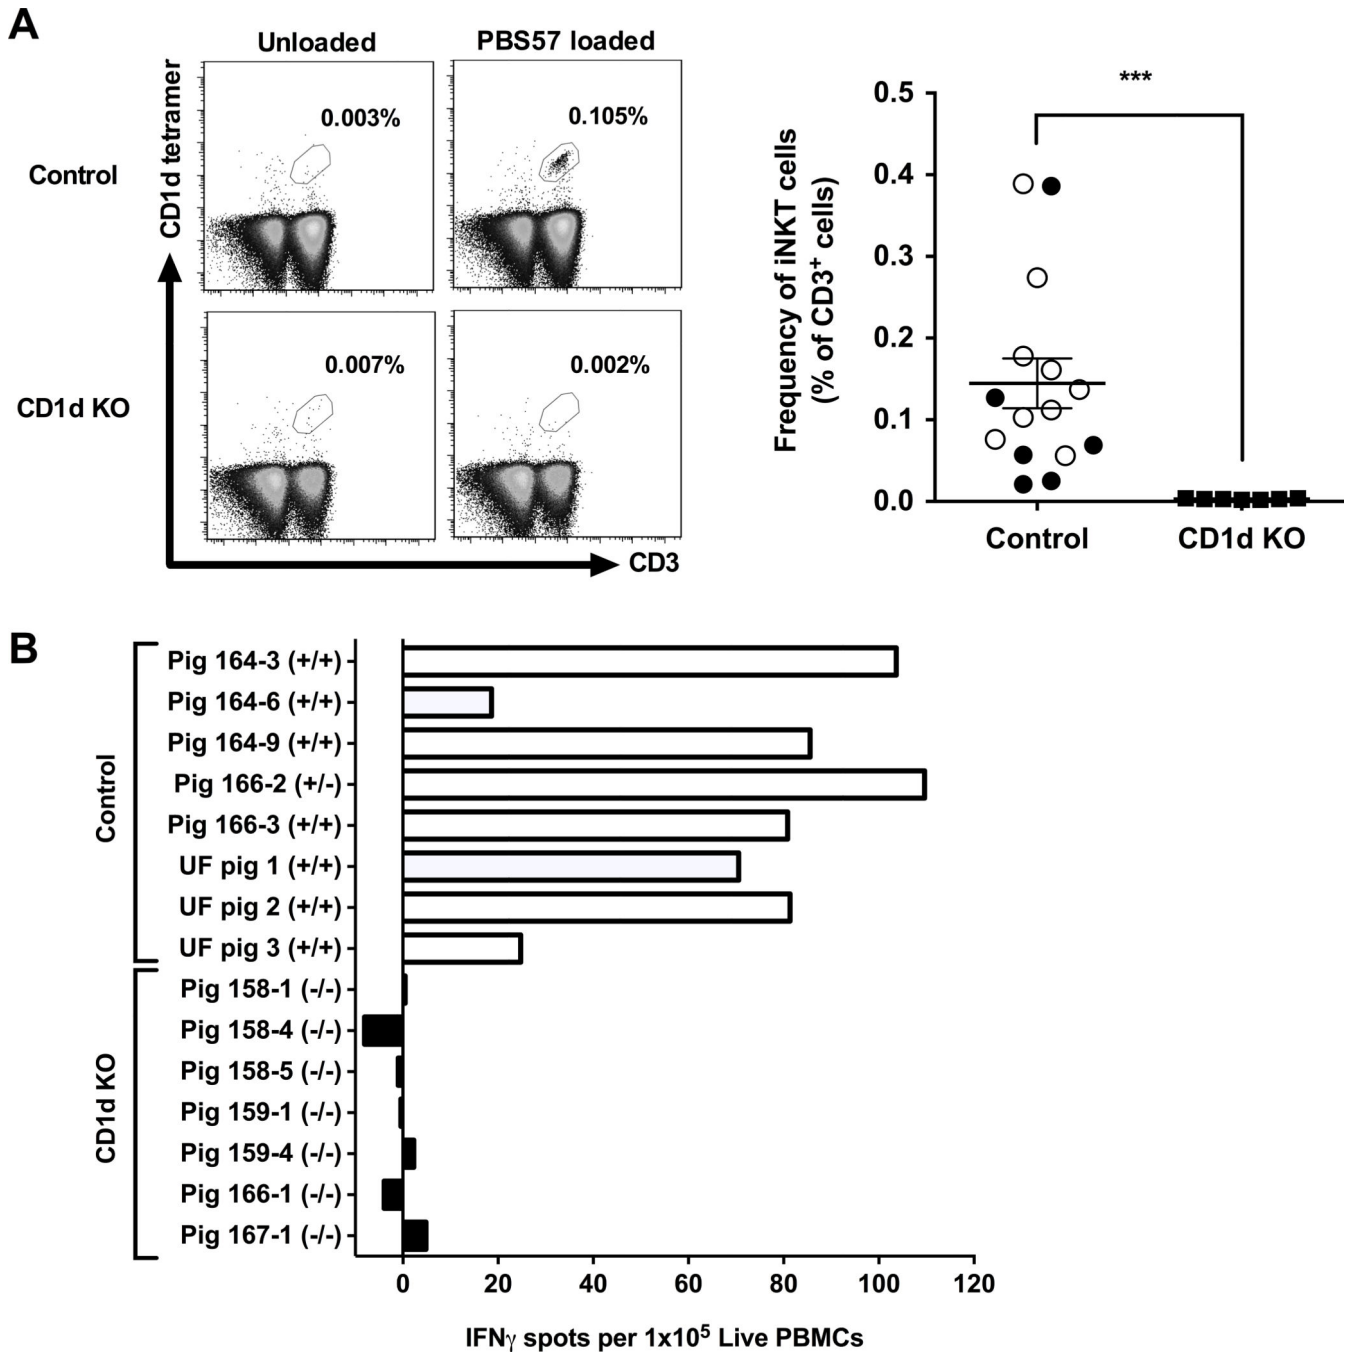 A
Unloaded
PBS57 loaded
CD1d tetramer
Control
0.003%
0.105%
CD1d KO
0.007%
0.002%
CD3
***
Frequency of iNKT cells
(% of CD3⁺ cells)
0.5
0.4
0.3
0.2
0.1
0.0
Control
CD1d KO
B
Control
Pig 164-3 (+/+)
Pig 164-6 (+/+)
Pig 164-9 (+/+)
Pig 166-2 (+/-)
Pig 166-3 (+/+)
UF pig 1 (+/+)
UF pig 2 (+/+)
UF pig 3 (+/+)
CD1d KO
Pig 158-1 (-/-)
Pig 158-4 (-/-)
Pig 158-5 (-/-)
Pig 159-1 (-/-)
Pig 159-4 (-/-)
Pig 166-1 (-/-)
Pig 167-1 (-/-)
0 20 40 60 80 100 120
IFNγ spots per 1x10⁵ Live PBMCs